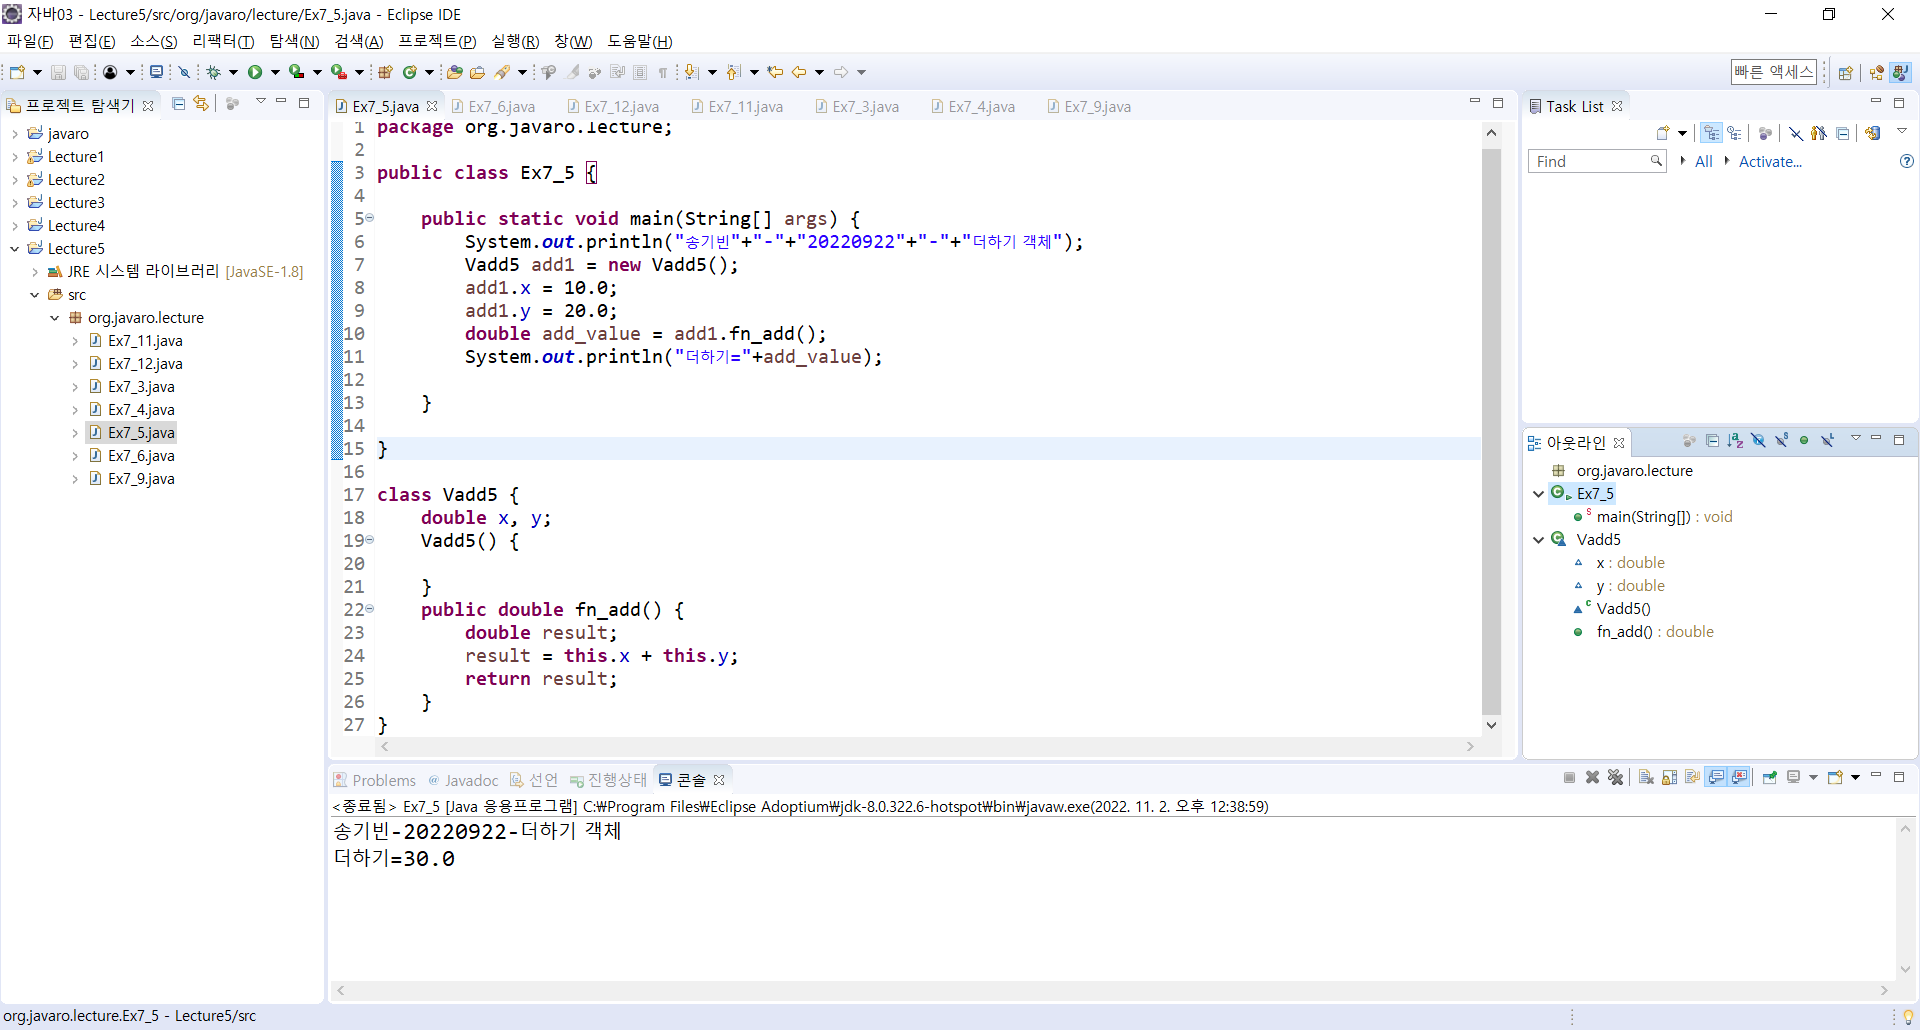 자바03 - Lecture5/src/org/javaro/lecture/Ex7_5.java - Eclipse IDE
파일(F) 편집(E) 소스(S) 리팩터(T) 탐색(N) 검색(A) 프로젝트(P) 실행(R) 창(W) 도움말(H)
빠른 액세스
프로젝트 탐색기
javaro
Lecture1
Lecture2
Lecture3
Lecture4
Lecture5
JRE 시스템 라이브러리 [JavaSE-1.8]
src
org.javaro.lecture
Ex7_11.java
Ex7_12.java
Ex7_3.java
Ex7_4.java
Ex7_5.java
Ex7_6.java
Ex7_9.java
Ex7_5.java Ex7_6.java Ex7_12.java Ex7_11.java Ex7_3.java Ex7_4.java Ex7_9.java
1 package org.javaro.lecture;
2
3 public class Ex7_5 {
4
5 public static void main(String[] args) {
6 System.out.println("송기빈"+"-"+"20220922"+"-"+"더하기 객체");
7 Vadd5 add1 = new Vadd5();
8 add1.x = 10.0;
9 add1.y = 20.0;
10 double add_value = add1.fn_add();
11 System.out.println("더하기="+add_value);
12
13 }
14
15 }
16
17 class Vadd5 {
18 double x, y;
19 Vadd5() {
20
21 }
22 public double fn_add() {
23 double result;
24 result = this.x + this.y;
25 return result;
26 }
27 }
Task List
Find All Activate...
아웃라인
org.javaro.lecture
Ex7_5
main(String[]) : void
Vadd5
x : double
y : double
Vadd5()
fn_add() : double
Problems @ Javadoc 선언 진행상태 콘솔
<종료됨> Ex7_5 [Java 응용프로그램] C:₩Program Files₩Eclipse Adoptium₩jdk-8.0.322.6-hotspot₩bin₩javaw.exe(2022. 11. 2. 오후 12:38:59)
송기빈-20220922-더하기 객체
더하기=30.0
org.javaro.lecture.Ex7_5 - Lecture5/src